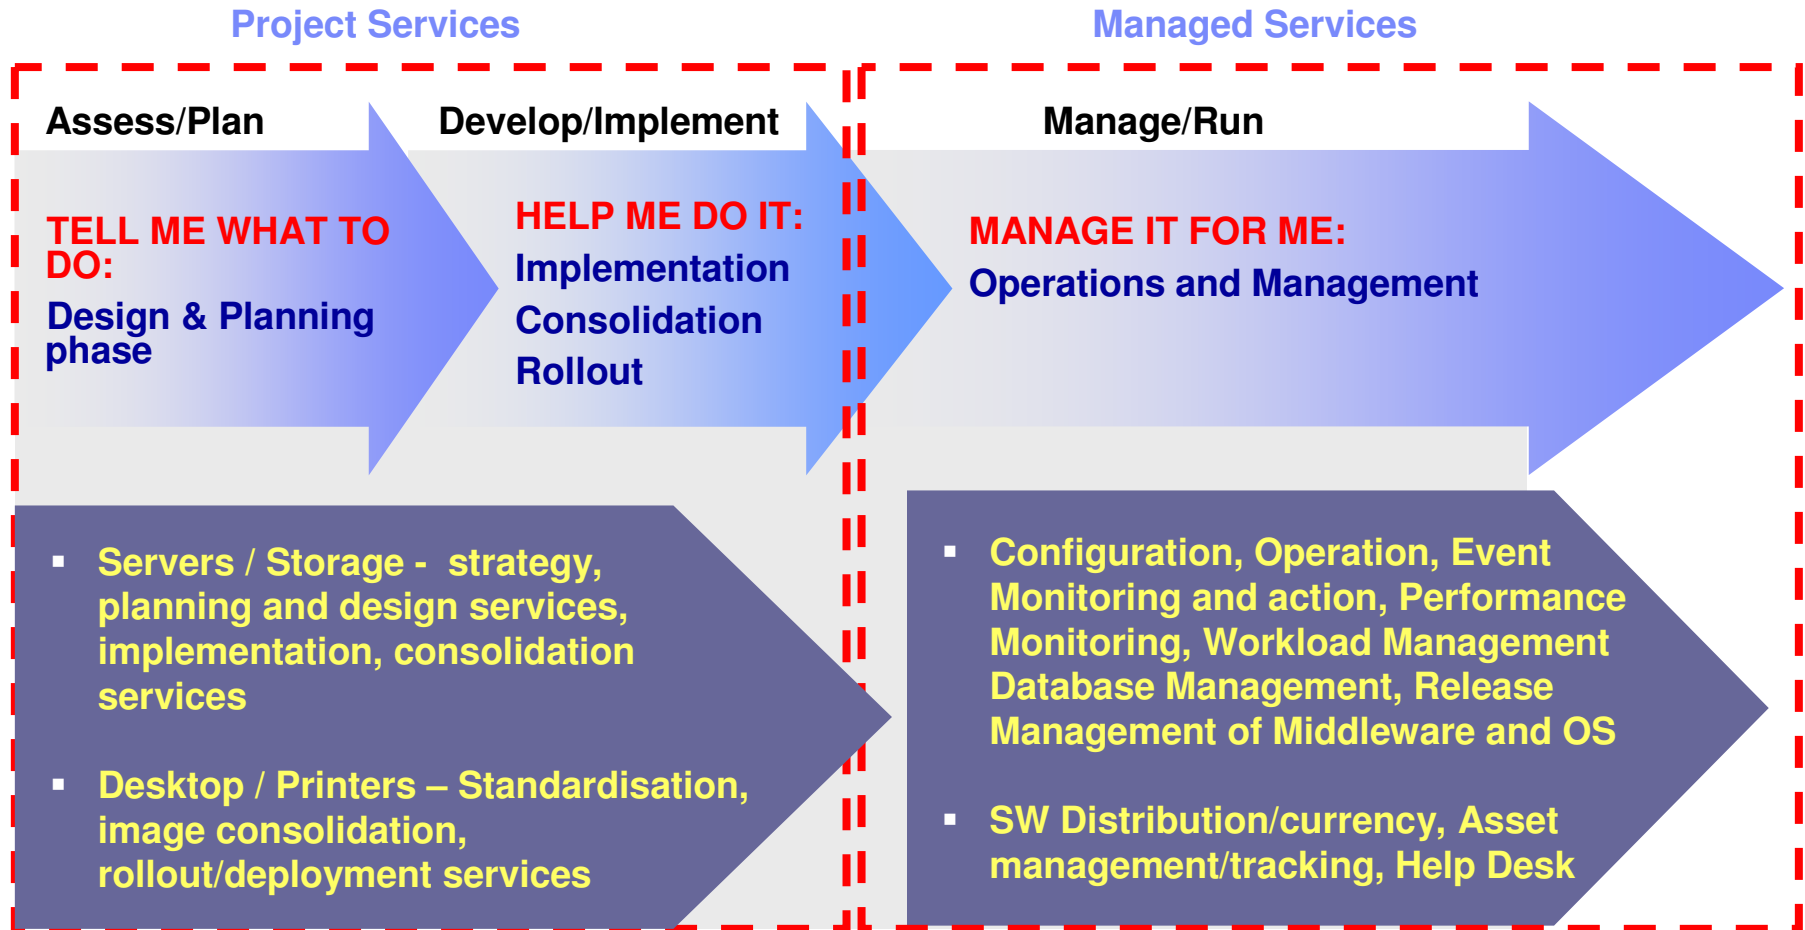 Project Services
Managed Services
Assess/Plan
Develop/Implement
Manage/Run
TELL ME WHAT TO
DO:
Design & Planning
phase
HELP ME DO IT:
Implementation
Consolidation
Rollout
MANAGE IT FOR ME:
Operations and Management
▪ Servers / Storage - strategy,
planning and design services,
implementation, consolidation
services
▪ Desktop / Printers – Standardisation,
image consolidation,
rollout/deployment services
▪ Configuration, Operation, Event
Monitoring and action, Performance
Monitoring, Workload Management
Database Management, Release
Management of Middleware and OS
▪ SW Distribution/currency, Asset
management/tracking, Help Desk